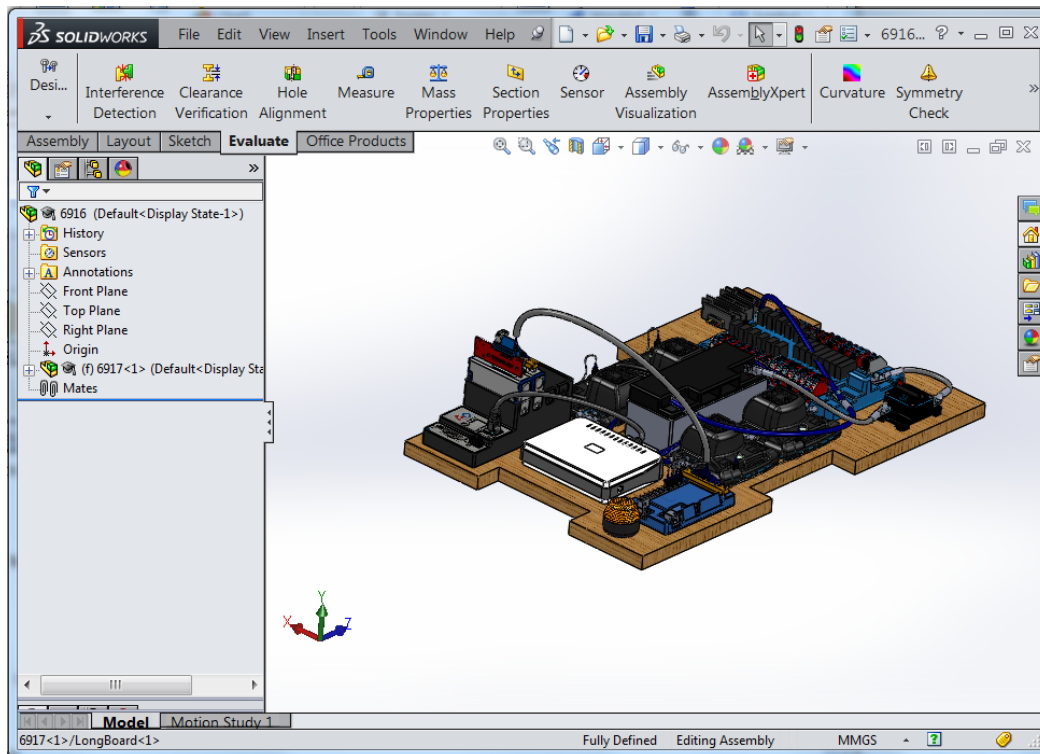 SOLIDWORKS File Edit View Insert Tools Window Help 6916... ?
Desi...
Interference Detection
Clearance Verification
Hole Alignment
Measure
Mass Properties
Section Properties
Sensor
Assembly Visualization
AssemblyXpert
Curvature
Symmetry Check
Assembly Layout Sketch Evaluate Office Products
6916 (Default<Display State-1>)
History
Sensors
A Annotations
Front Plane
Top Plane
Right Plane
Origin
(f) 6917<1> (Default<Display Sta
Mates
Y
X Z
Model Motion Study 1
6917<1>/LongBoard<1> Fully Defined Editing Assembly MMGS ?